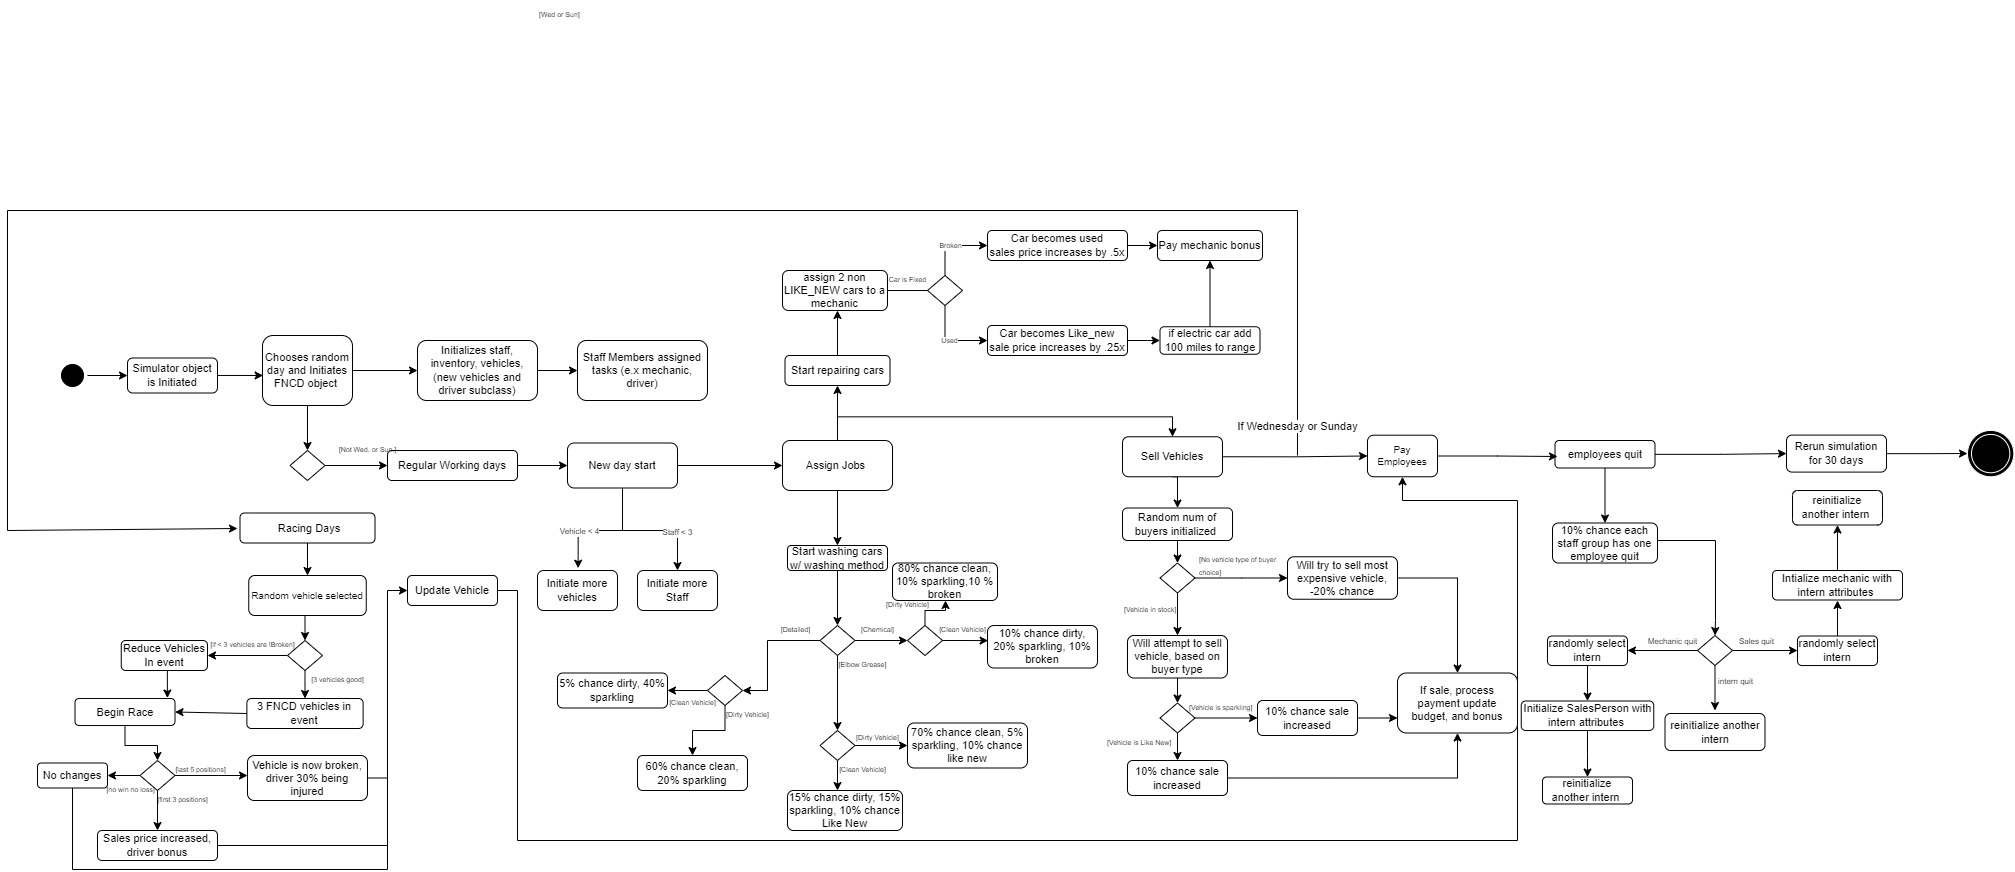 [Wed or Sun]
Simulator object
is Initiated
Chooses random
day and Initiates
FNCD object
Initializes staff,
inventory, vehicles,
(new vehicles and
driver subclass)
Staff Members assigned
tasks (e.x mechanic,
driver)
[Not Wed. or Sun.]
Regular Working days
New day start
Vehicle < 4
Staff < 3
Initiate more
vehicles
Initiate more
Staff
Assign Jobs
Start repairing cars
assign 2 non
LIKE_NEW cars to a
mechanic
Car is Fixed
Broken
Car becomes used
sales price increases by .5x
Pay mechanic bonus
Used
Car becomes Like_new
sale price increases by .25x
if electric car add
100 miles to range
Start washing cars
w/ washing method
[Detailed]
[Chemical]
[Elbow Grease]
[Dirty Vehicle]
80% chance clean,
10% sparkling,10 %
broken
[Clean Vehicle]
10% chance dirty,
20% sparkling, 10%
broken
5% chance dirty, 40%
sparkling
[Clean Vehicle]
[Dirty Vehicle]
60% chance clean,
20% sparkling
[Dirty Vehicle]
70% chance clean, 5%
sparkling, 10% chance
like new
[Clean Vehicle]
15% chance dirty, 15%
sparkling, 10% chance
Like New
Sell Vehicles
If Wednesday or Sunday
Random num of
buyers initialized
[No vehicle type of buyer
choice]
Will try to sell most
expensive vehicle,
-20% chance
[Vehicle in stock]
Will attempt to sell
vehicle, based on
buyer type
[Vehicle is sparkling]
10% chance sale
increased
[Vehicle is Like New]
10% chance sale
increased
If sale, process
payment update
budget, and bonus
Pay
Employees
employees quit
Rerun simulation
for 30 days
10% chance each
staff group has one
employee quit
Mechanic quit
Sales quit
intern quit
randomly select
intern
Initialize SalesPerson with
intern attributes
reinitialize
another intern
reinitialize another
intern
randomly select
intern
Intialize mechanic with
intern attributes
reinitialize
another intern
Racing Days
Random vehicle selected
[if < 3 vehicles are !Broken]
Reduce Vehicles
In event
[3 vehicles good]
3 FNCD vehicles in
event
Begin Race
No changes
[no win no loss]
[last 5 positions]
Vehicle is now broken,
driver 30% being
injured
[first 3 positions]
Sales price increased,
driver bonus
Update Vehicle